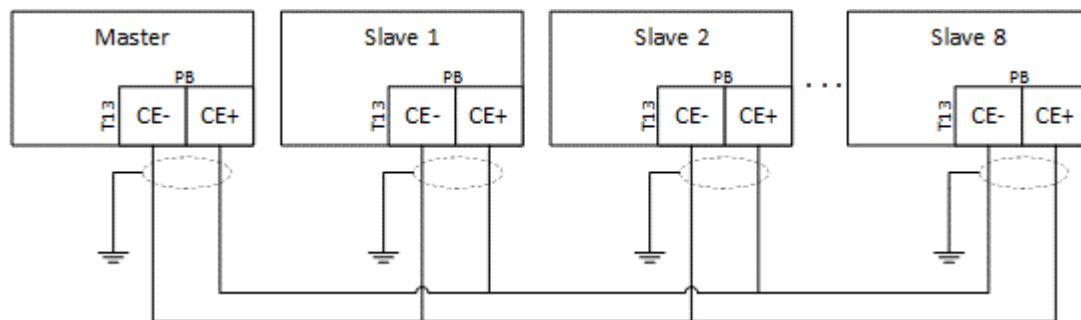 Master
Slave 1
Slave 2
. . .
Slave 8
PB
PB
PB
PB
T13
CE-
CE+
T13
CE-
CE+
T13
CE-
CE+
T13
CE-
CE+